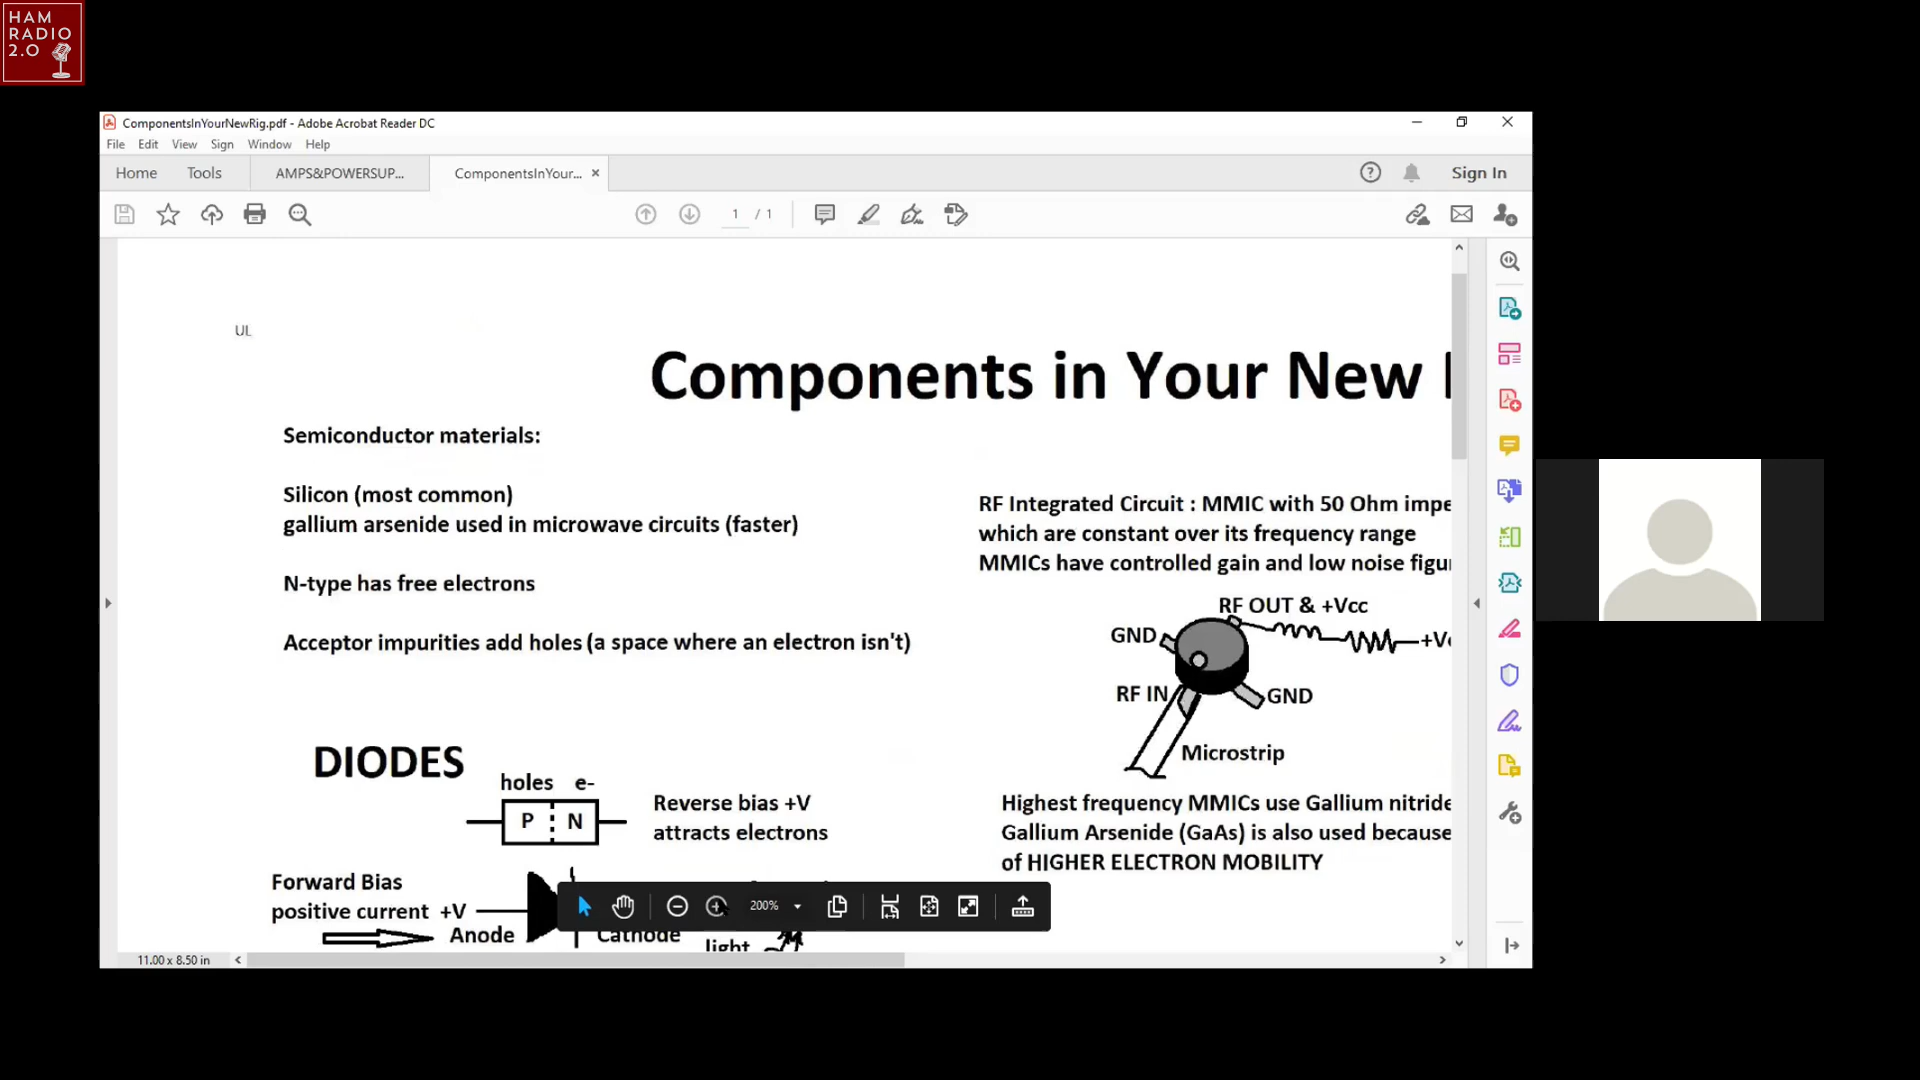 HAM
RADIO
2.0
ComponentsInYourNewRig.pdf - Adobe Acrobat Reader DC
File Edit View Sign Window Help
Home Tools AMPS&POWERSUP... ComponentsInYour... Sign In
1 / 1
UL
Components in Your New
Semiconductor materials:
Silicon (most common)
gallium arsenide used in microwave circuits (faster)
N-type has free electrons
Acceptor impurities add holes (a space where an electron isn't)
RF Integrated Circuit : MMIC with 50 Ohm impe
which are constant over its frequency range
MMICs have controlled gain and low noise figu
RF OUT & +Vcc
GND
+Vc
RF IN
GND
Microstrip
Highest frequency MMICs use Gallium nitride
Gallium Arsenide (GaAs) is also used because
of HIGHER ELECTRON MOBILITY
DIODES
holes e-
P N
Reverse bias +V
attracts electrons
Forward Bias
positive current +V
Anode
Cathode
light
200%
11.00 x 8.50 in